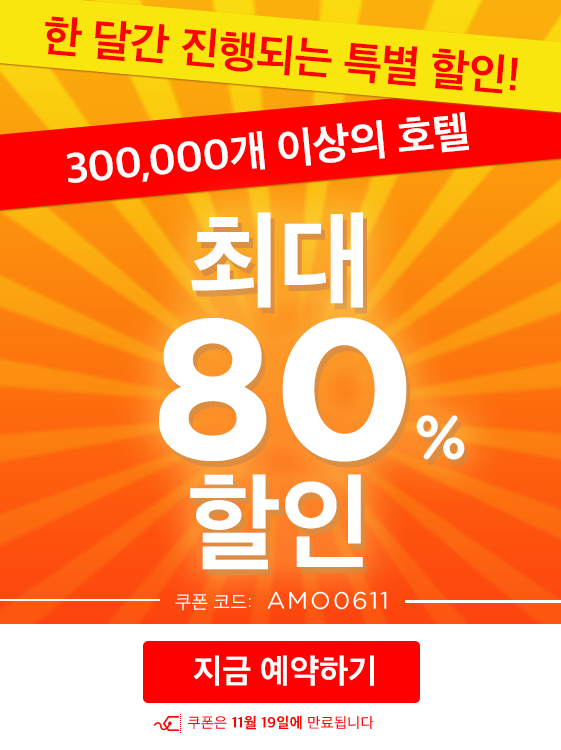 한 달간 진행되는 특별 할인!
300,000개 이상의 호텔
최대
80%
할인
쿠폰 코드: AMO0611
지금 예약하기
쿠폰은 11월 19일에 만료됩니다